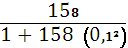 15⁸
1 + 158 (0,1²)